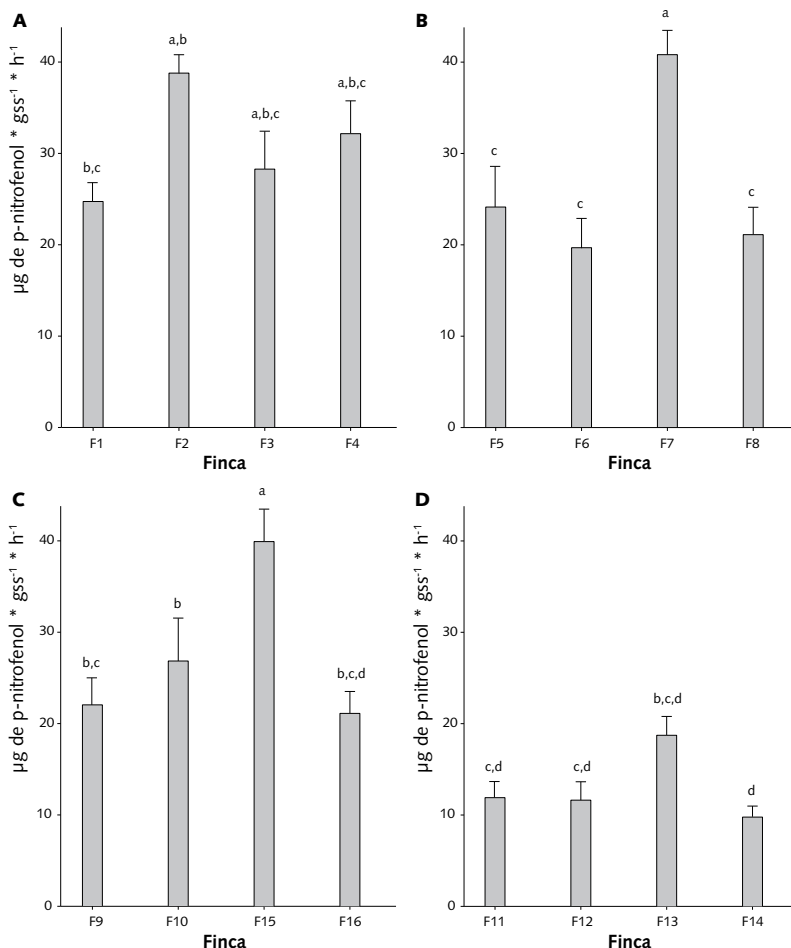 A
µg de p-nitrofenol * gss-1 * h-1
40
30
20
10
0
b,c
a,b
a,b,c
a,b,c
F1 F2 F3 F4
Finca
B
40
30
20
10
0
c
c
a
c
F5 F6 F7 F8
Finca
C
µg de p-nitrofenol * gss-1 * h-1
40
30
20
10
0
b,c
b
a
b,c,d
F9 F10 F15 F16
Finca
D
µg de p-nitrofenol * gss-1 * h-1
40
30
20
10
0
c,d
c,d
b,c,d
d
F11 F12 F13 F14
Finca